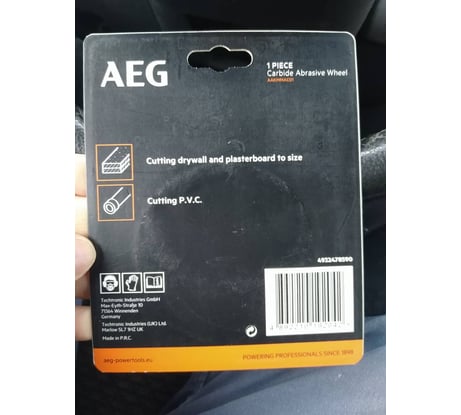 AEG
1 PIECE
Carbide Abrasive Wheel
Cutting drywall and plasterboard to size
Cutting P.V.C.
4932478590
Techtronic Industries GmbH
Max-Eyth-Straße 10
71364 Winnenden
Germany
Techtronic Industries (UK) Ltd.
Marlow SL7 1HZ UK
Made in P.R.C.
aeg-powertools.eu
POWERING PROFESSIONALS SINCE 1898